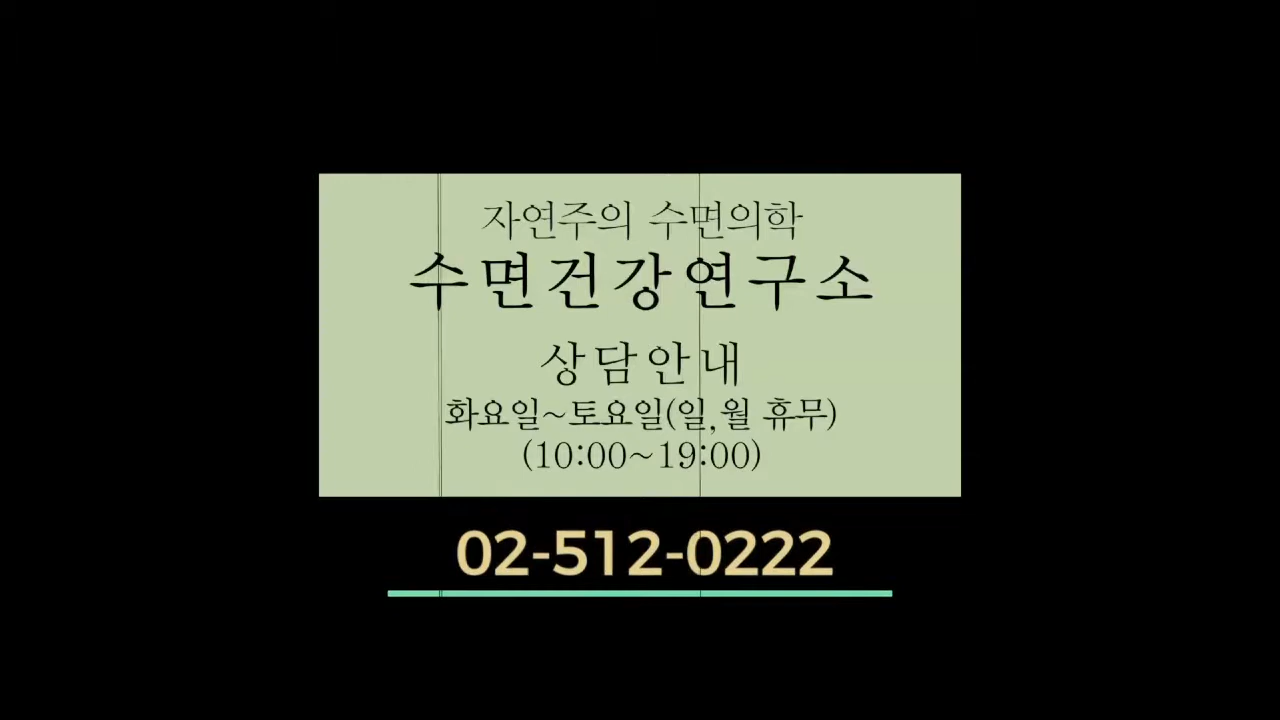 자연주의 수면의학
수면건강연구소
상담안내
화요일~토요일(일,월 휴무)
(10:00~19:00)
02-512-0222